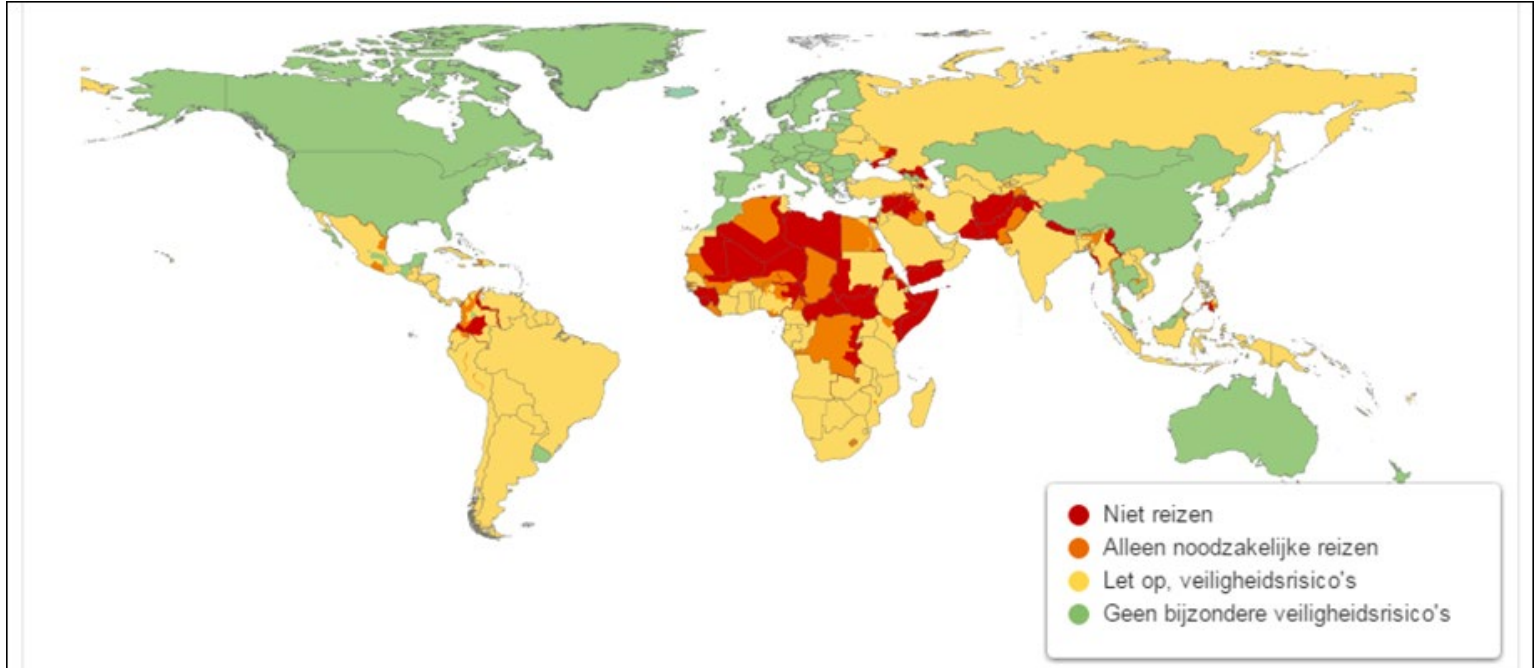 Niet reizen
Alleen noodzakelijke reizen
Let op, veiligheidsrisico's
Geen bijzondere veiligheidsrisico's